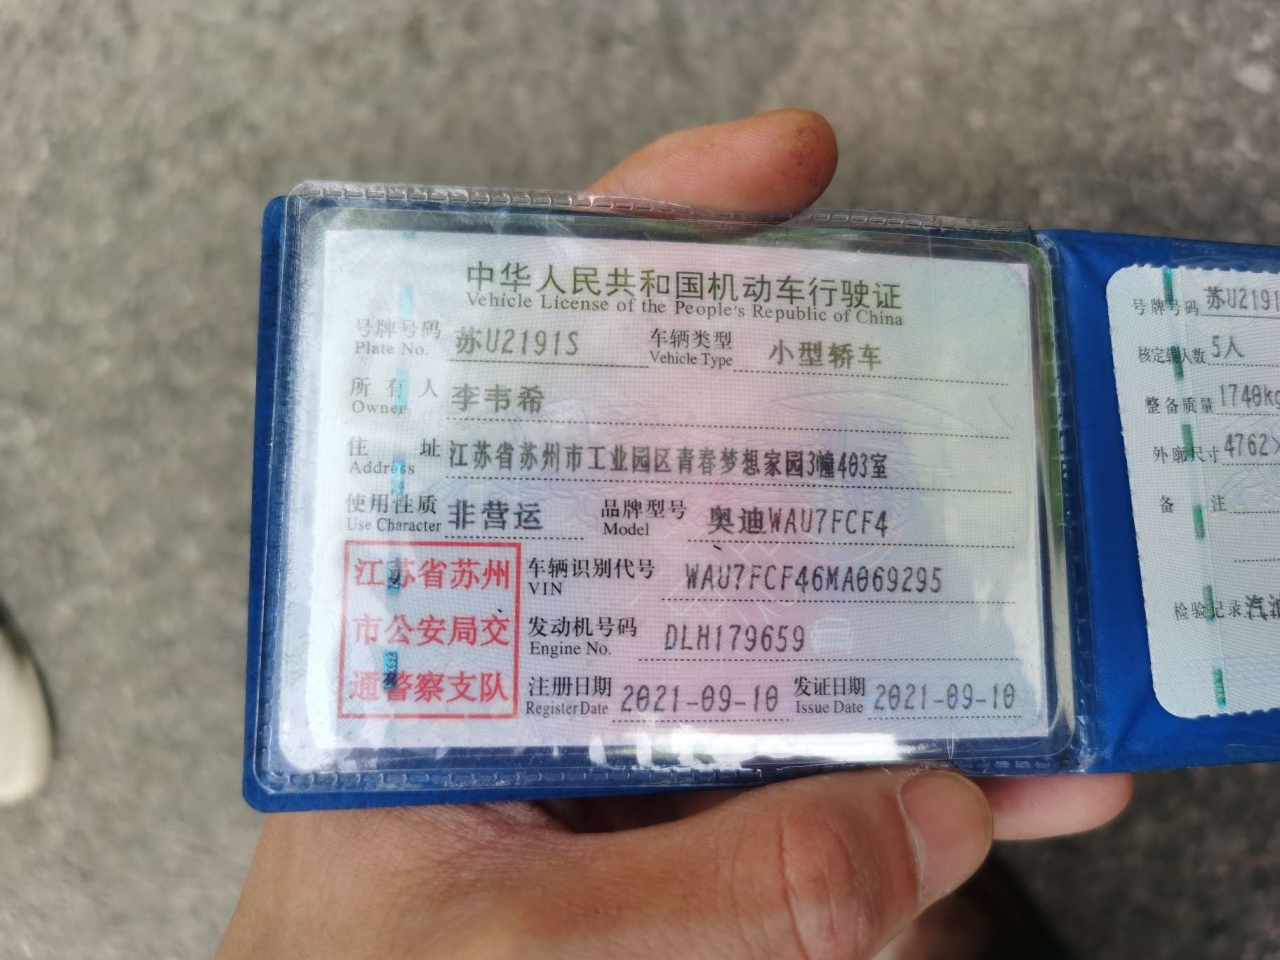 中华人民共和国机动车行驶证
Vehicle License of the People's Republic of China
号牌号码 苏U2191S 车辆类型 小型轿车
Plate No. Vehicle Type
所有人 李韦希
Owner
住址 江苏省苏州市工业园区青春梦想家园3幢403室
Address
使用性质 非营运 品牌型号 奥迪WAU7FCF4
Use Character Model
江苏省苏州
市公安局交
通警察支队
车辆识别代号 WAU7FCF46MA069295
VIN
发动机号码 DLH179659
Engine No.
注册日期 2021-09-10 发证日期 2021-09-10
Register Date Issue Date
号牌号码 苏U2191
核定载人数 5人
整备质量 1740kg
外廓尺寸 4762×
备注
检验记录 汽油